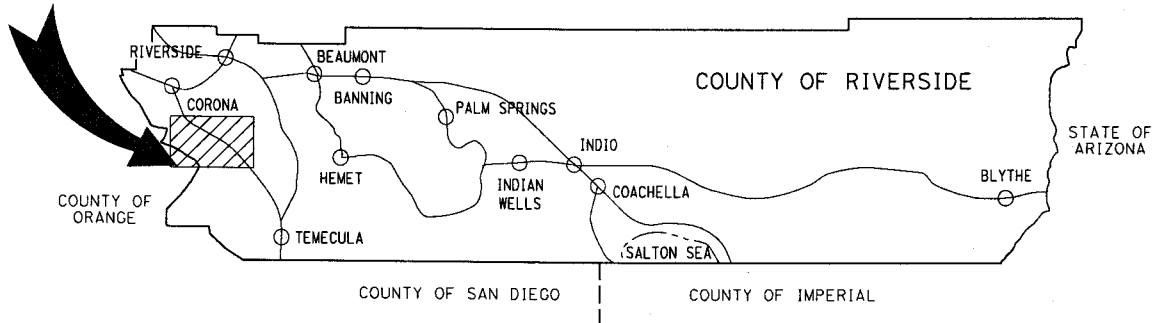 RIVERSIDE
BEAUMONT
COUNTY OF RIVERSIDE
BANNING
CORONA
PALM SPRINGS
STATE OF
ARIZONA
INDIO
HEMET
INDIAN
WELLS
COACHELLA
BLYTHE
COUNTY OF
ORANGE
TEMECULA
SALTON SEA
COUNTY OF SAN DIEGO
COUNTY OF IMPERIAL